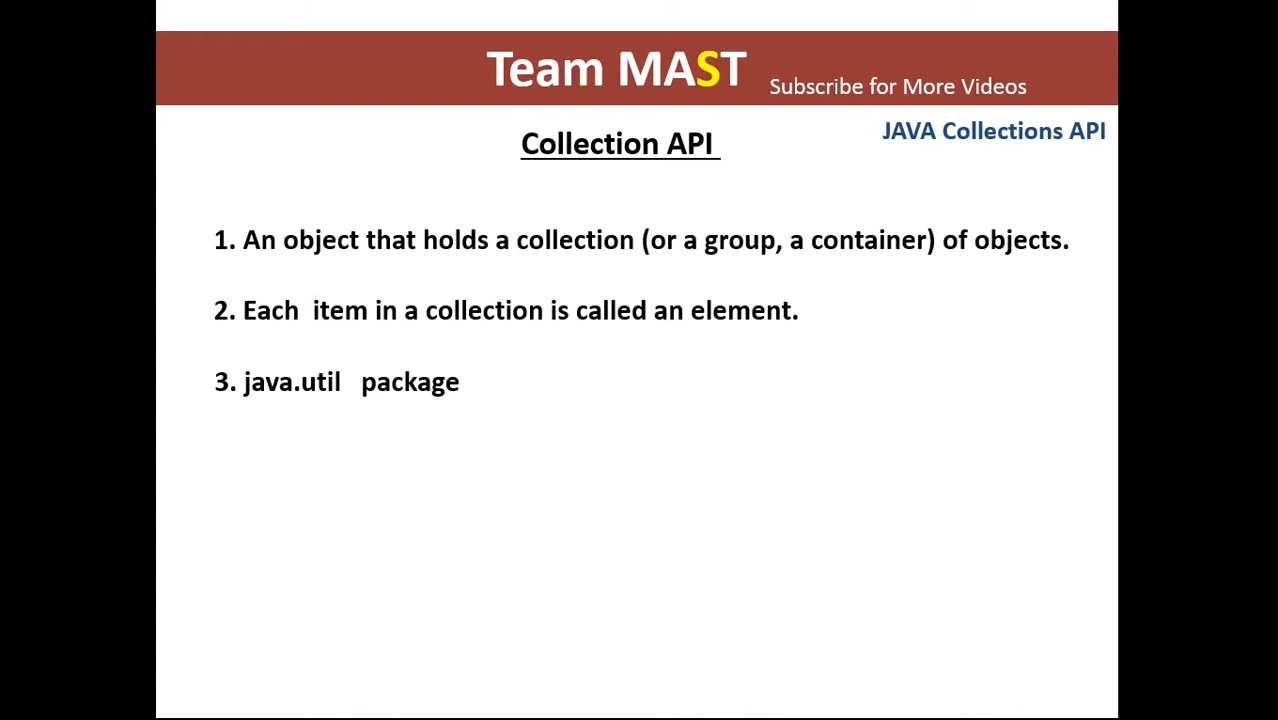 Team MAST
Subscribe for More Videos
JAVA Collections API
Collection API
1. An object that holds a collection (or a group, a container) of objects.
2. Each  item in a collection is called an element.
3. java.util   package